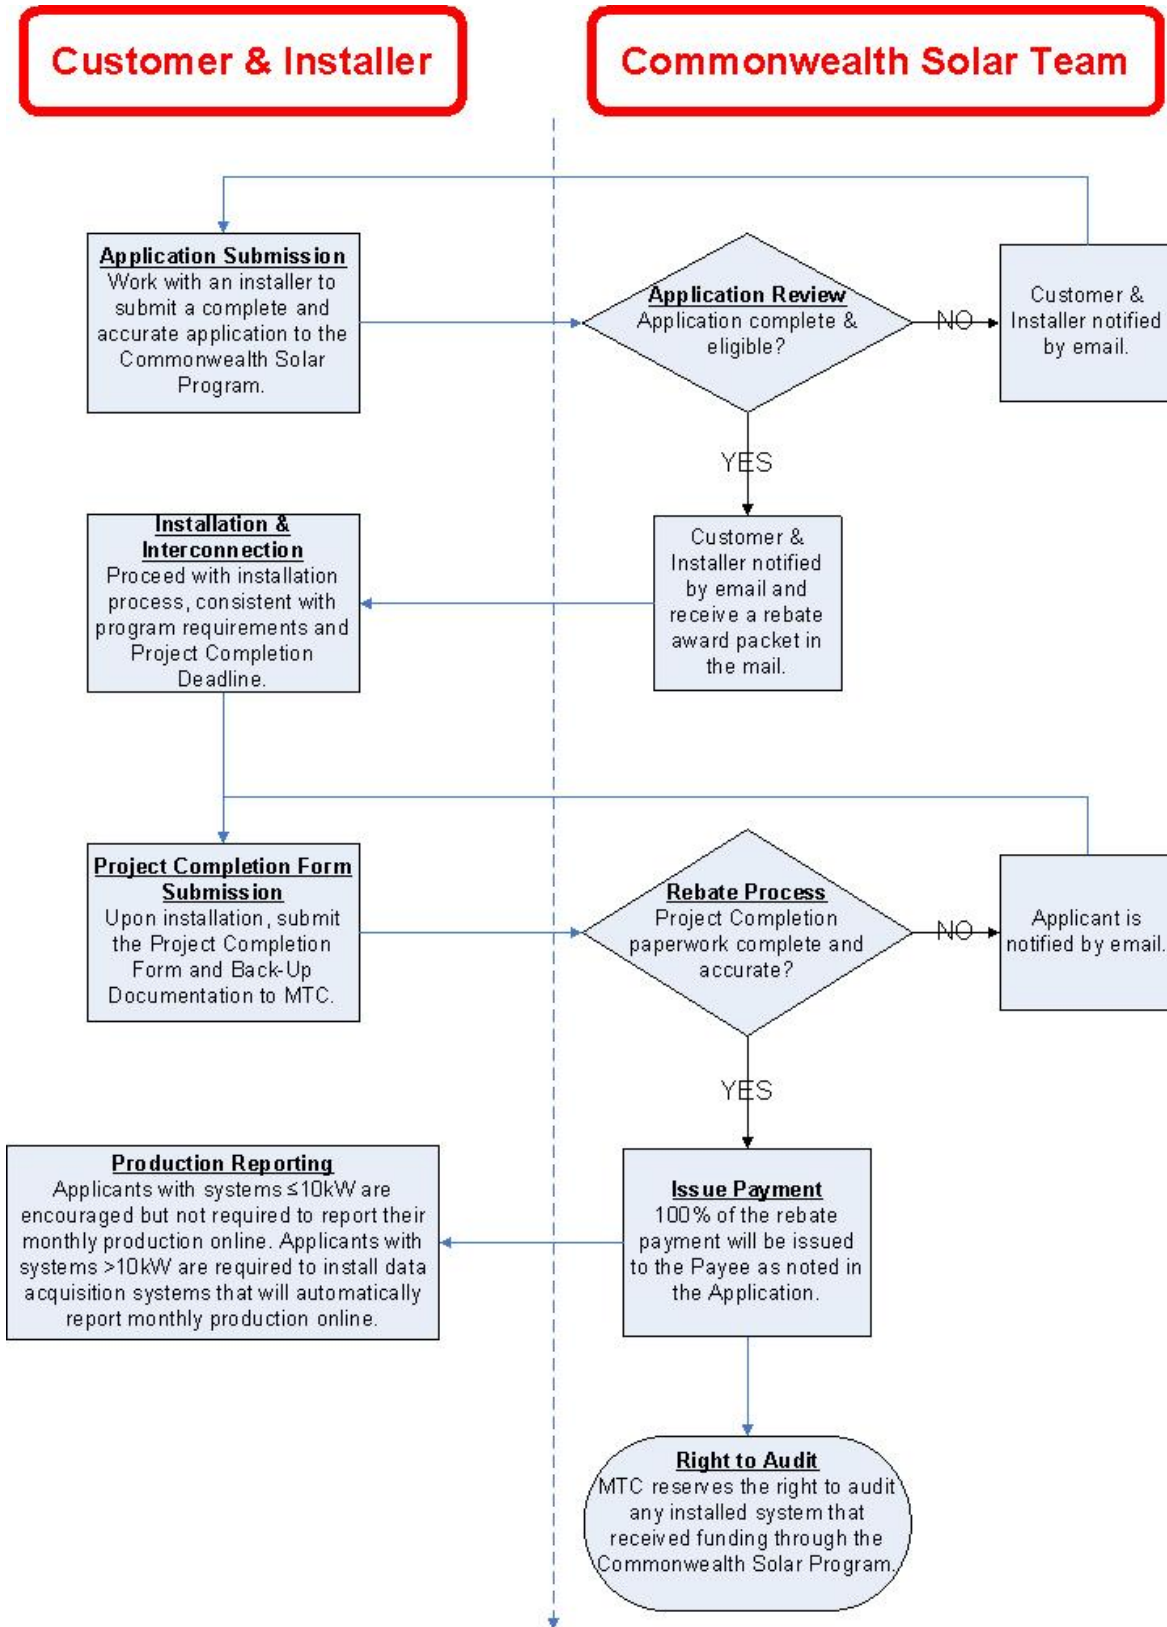 Customer & Installer
Commonwealth Solar Team
Application Submission
Work with an installer to
submit a complete and
accurate application to the
Commonwealth Solar
Program.
Application Review
Application complete &
eligible?
NO
Customer &
Installer notified
by email.
YES
Installation &
Interconnection
Proceed with installation
process, consistent with
program requirements and
Project Completion
Deadline.
Customer &
Installer notified
by email and
receive a rebate
award packet in
the mail.
Project Completion Form
Submission
Upon installation, submit
the Project Completion
Form and Back-Up
Documentation to MTC.
Rebate Process
Project Completion
paperwork complete and
accurate?
NO
Applicant is
notified by email.
YES
Production Reporting
Applicants with systems ≤10kW are
encouraged but not required to report their
monthly production online. Applicants with
systems >10kW are required to install data
acquisition systems that will automatically
report monthly production online.
Issue Payment
100% of the rebate
payment will be issued
to the Payee as noted in
the Application.
Right to Audit
MTC reserves the right to audit
any installed system that
received funding through the
Commonwealth Solar Program.